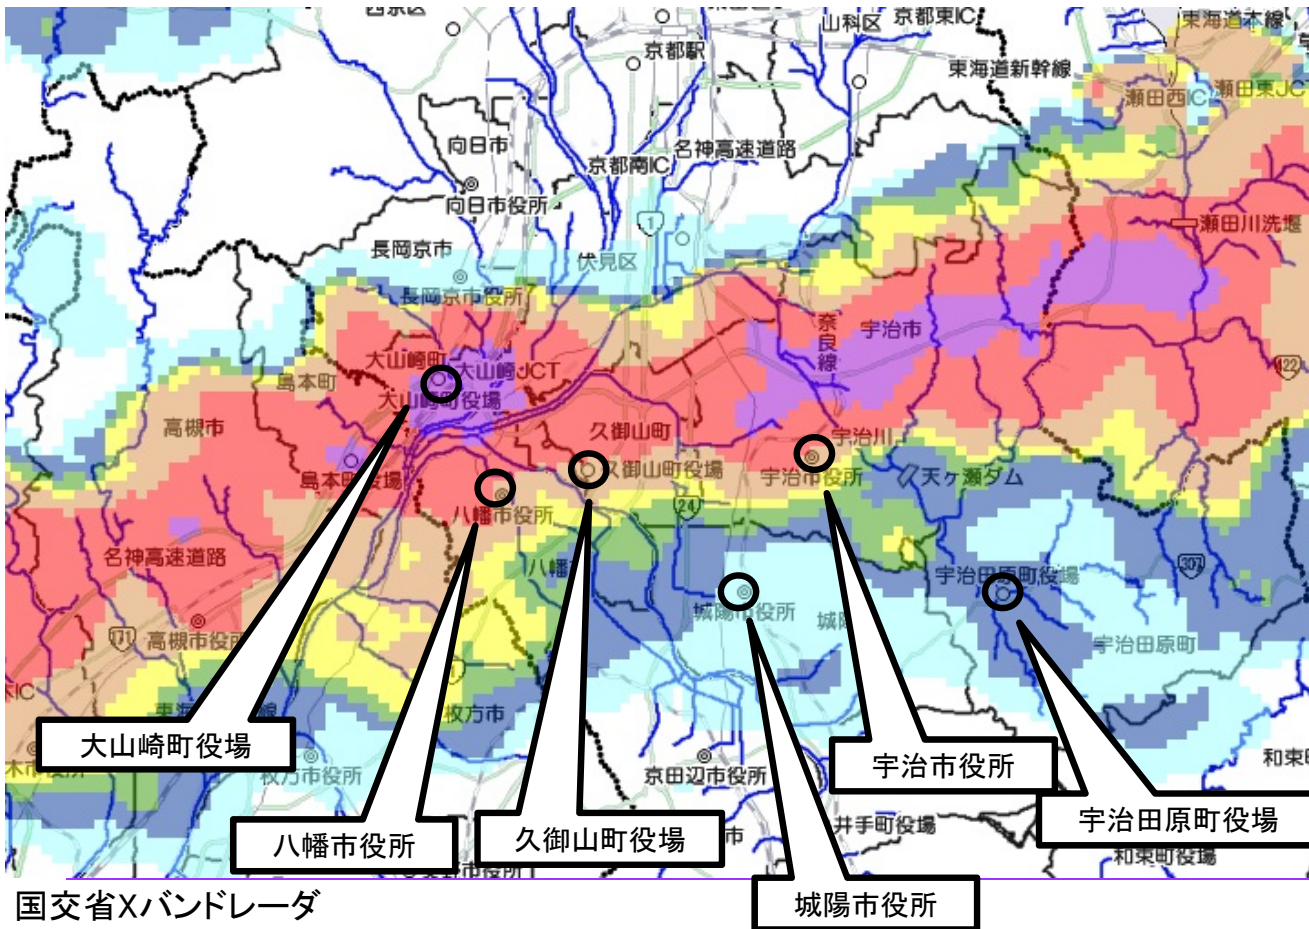 西京区
山科区
京都東IC
東海道本線
京都駅
東海道新幹線
瀬田西IC
瀬田東JCT
向日市
名神高速道路
京都南IC
向日市役所
1
瀬田川洗堰
長岡京市
伏見区
長岡京市役所
奈良線
宇治市
大山崎町
大山崎JCT
島本町
大山崎町役場
422
高槻市
久御山町
宇治川
島本町役場
久御山町役場
宇治市役所
天ヶ瀬ダム
八幡市役所
24
名神高速道路
八幡
307
宇治田原町役場
城陽市役所
城陽
171
高槻市役所
宇治田原町
枚方市
大山崎町役場
枚方市役所
京田辺市役所
宇治市役所
和束町
八幡市役所
久御山町役場
井手町役場
宇治田原町役場
和束町役場
国交省Xバンドレーダ
城陽市役所